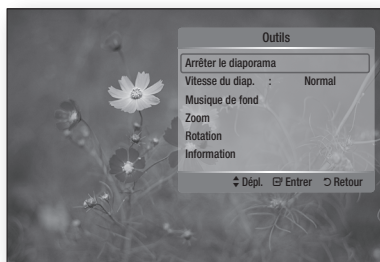 Outils
Arrêter le diaporama
Vitesse du diap. : Normal
Musique de fond
Zoom
Rotation
Information
Dépl. Entrer Retour